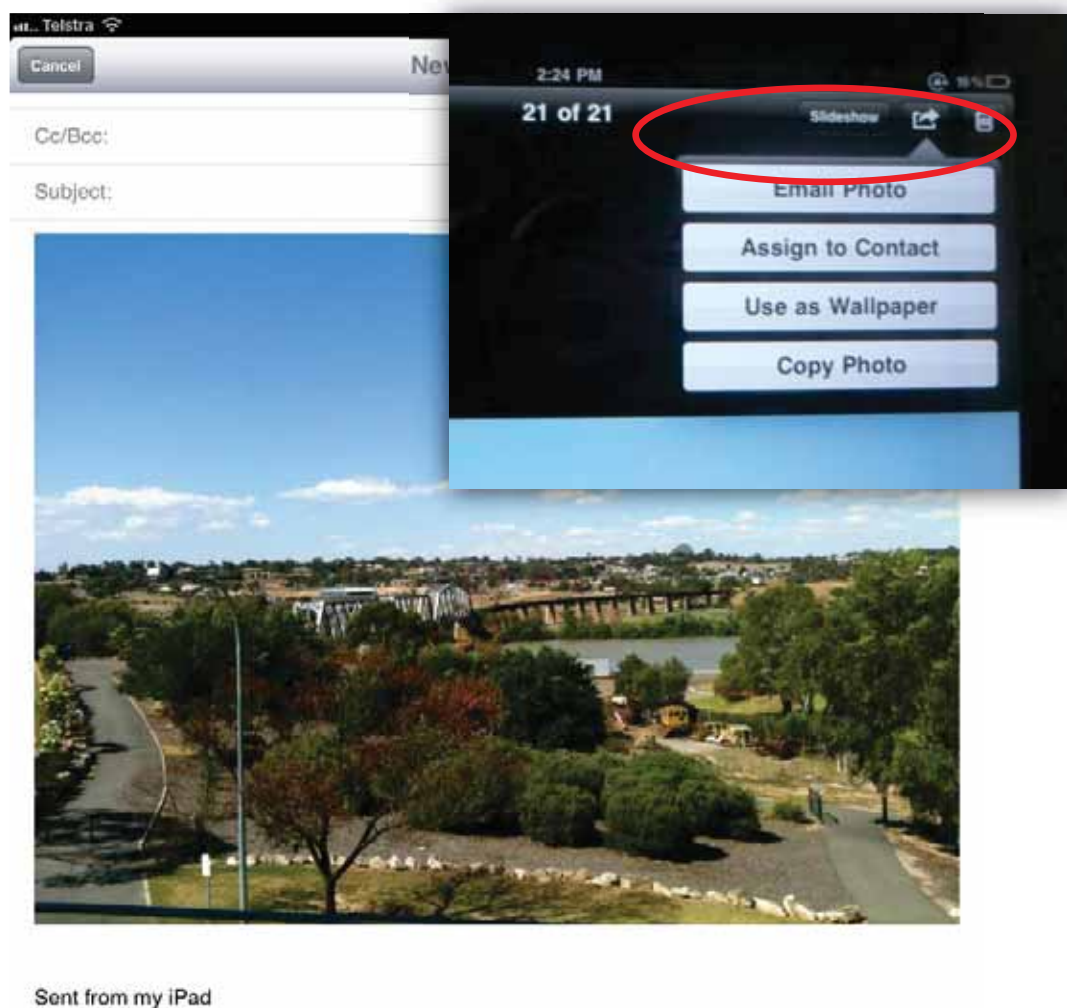 Telstra
Cancel
Cc/Bcc:
Subject:
2:24 PM
21 of 21
Slideshow
Email Photo
Assign to Contact
Use as Wallpaper
Copy Photo
Sent from my iPad